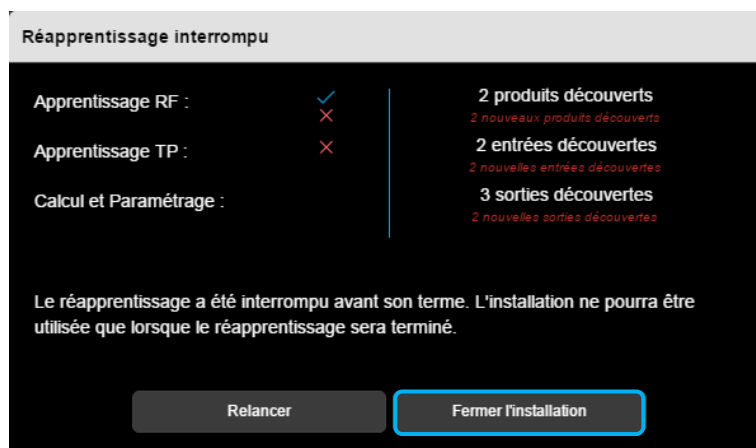 Réapprentissage interrompu
Apprentissage RF :
2 produits découverts
2 nouveaux produits découverts
Apprentissage TP :
2 entrées découvertes
2 nouvelles entrées découvertes
Calcul et Paramétrage :
3 sorties découvertes
2 nouvelles sorties découvertes
Le réapprentissage a été interrompu avant son terme. L'installation ne pourra être
utilisée que lorsque le réapprentissage sera terminé.
Relancer
Fermer l'installation